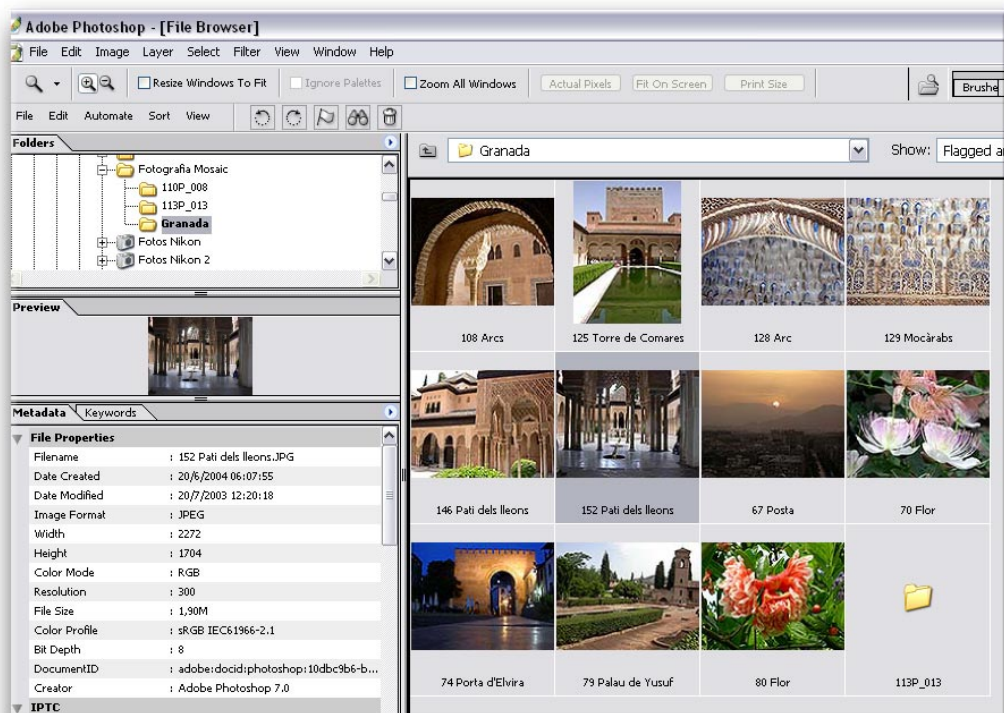 Adobe Photoshop - [File Browser]
File Edit Image Layer Select Filter View Window Help
Resize Windows To Fit Ignore Palettes Zoom All Windows Actual Pixels Fit On Screen Print Size Brushe
File Edit Automate Sort View
Folders
Fotografia Mosaic
110P_008
113P_013
Granada
Fotos Nikon
Fotos Nikon 2
Preview
Metadata Keywords
File Properties
Filename : 152 Pati dels lleons.JPG
Date Created : 20/6/2004 06:07:55
Date Modified : 20/7/2003 12:20:18
Image Format : JPEG
Width : 2272
Height : 1704
Color Mode : RGB
Resolution : 300
File Size : 1,90M
Color Profile : sRGB IEC61966-2.1
Bit Depth : 8
DocumentID : adobe:docid:photoshop:10dbc9b6-b...
Creator : Adobe Photoshop 7.0
IPTC
Granada Show: Flagged a
108 Arcs 125 Torre de Comares 128 Arc 129 Mocàrabs
146 Pati dels lleons 152 Pati dels lleons 67 Posta 70 Flor
74 Porta d'Elvira 79 Palau de Yusuf 80 Flor 113P_013